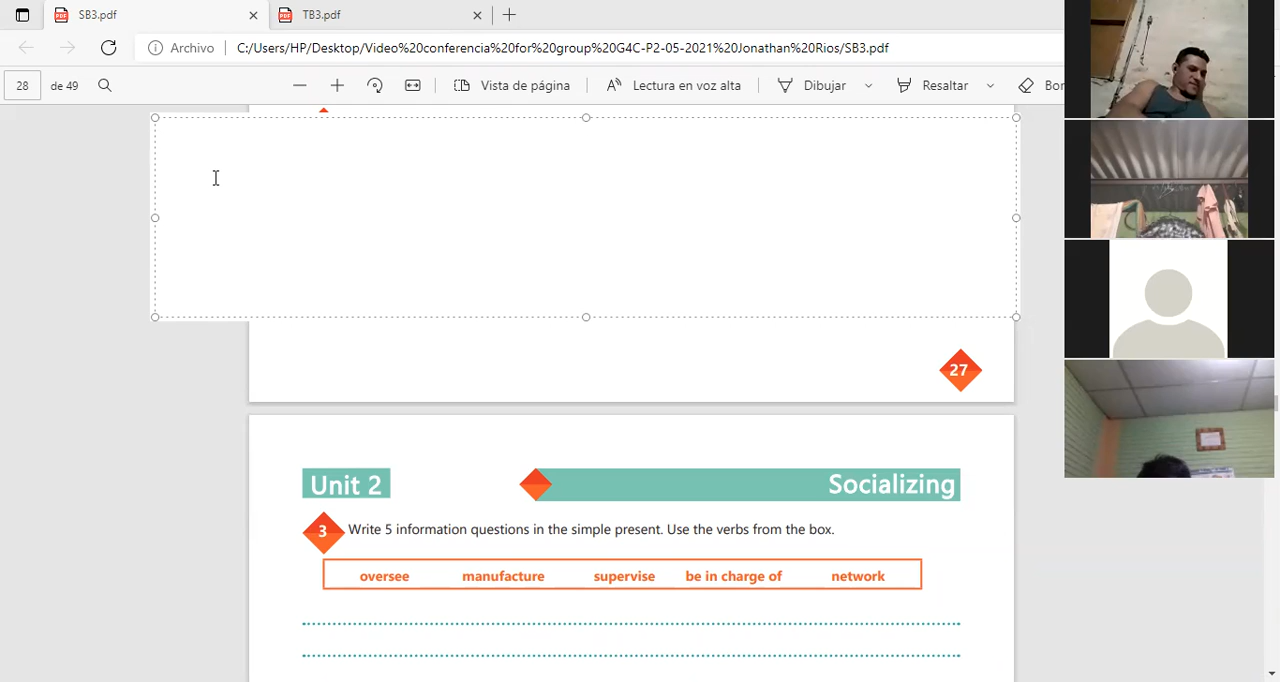 SB3.pdf
TB3.pdf
Archivo C:/Users/HP/Desktop/Video%20conferencia%20for%20group%20G4C-P2-05-2021%20Jonathan%20Rios/SB3.pdf
28 de 49 Vista de página Lectura en voz alta Dibujar Resaltar Bor
27
Unit 2 Socializing
3 Write 5 information questions in the simple present. Use the verbs from the box.
oversee manufacture supervise be in charge of network